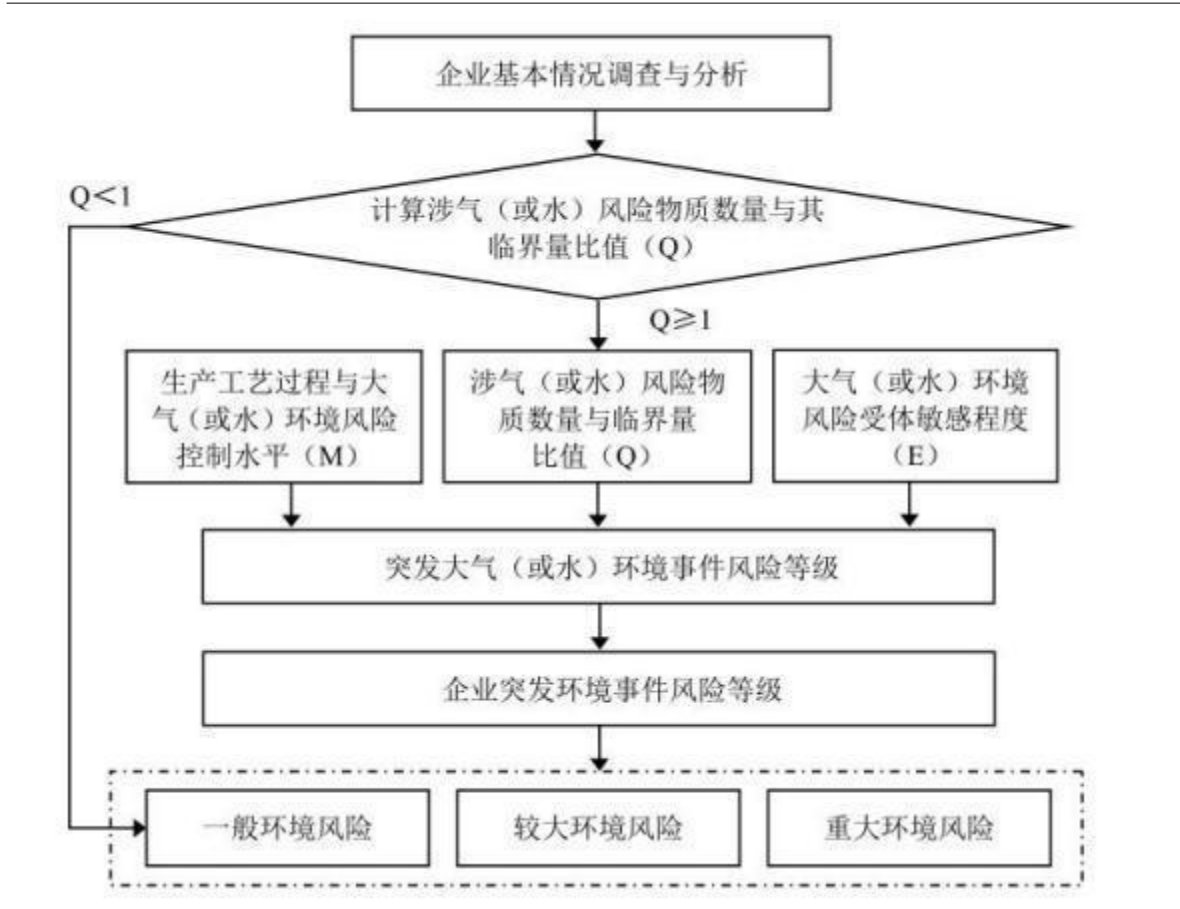 企业基本情况调查与分析
Q<1
计算涉气（或水）风险物质数量与其
临界量比值（Q）
Q≥1
生产工艺过程与大
气（或水）环境风险
控制水平（M）
涉气（或水）风险物
质数量与临界量
比值（Q）
大气（或水）环境
风险受体敏感程度
（E）
突发大气（或水）环境事件风险等级
企业突发环境事件风险等级
一般环境风险
较大环境风险
重大环境风险